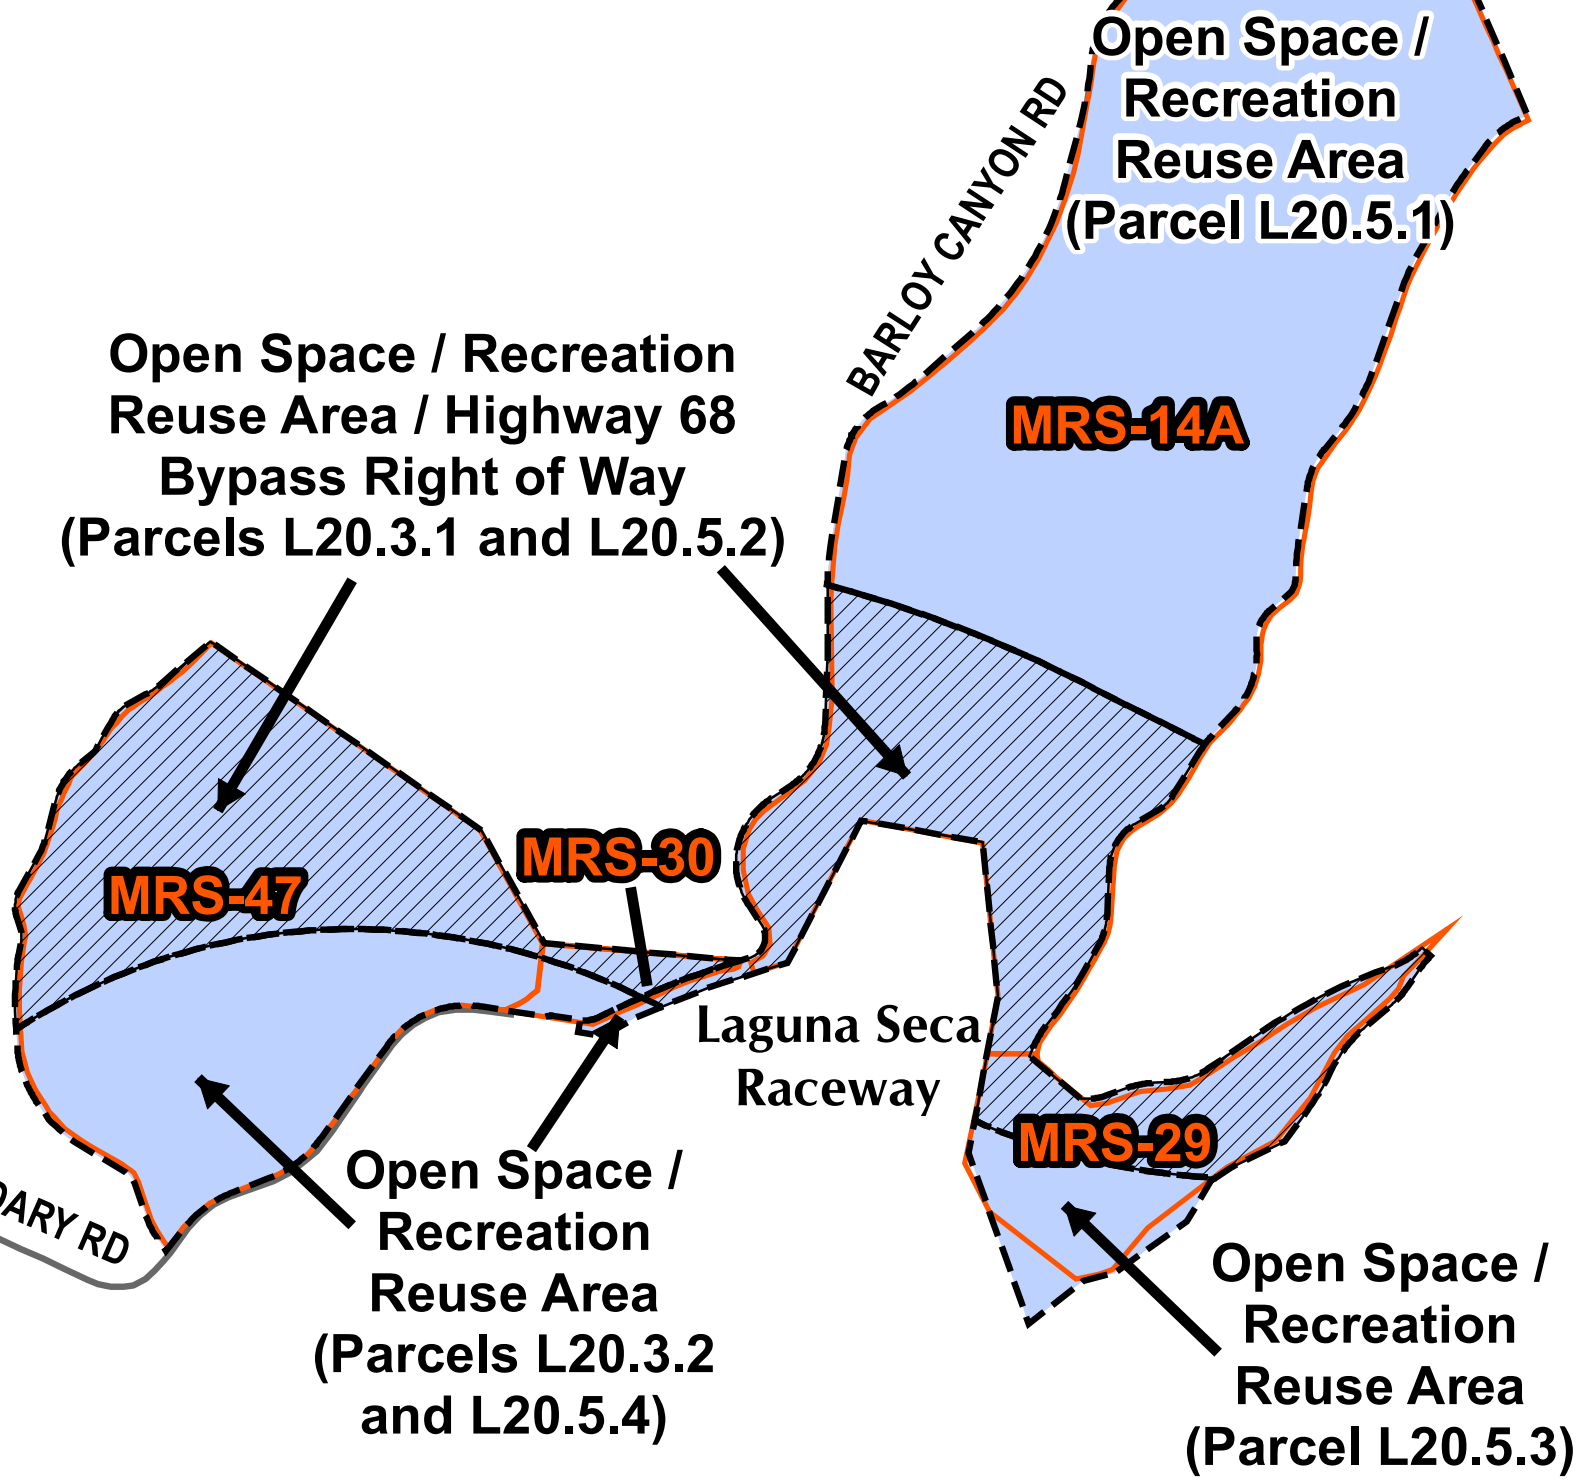 Open Space /
Recreation
Reuse Area
(Parcel L20.5.1)
BARLOY CANYON RD
Open Space / Recreation
Reuse Area / Highway 68
Bypass Right of Way
(Parcels L20.3.1 and L20.5.2)
MRS-14A
MRS-30
MRS-47
Laguna Seca
Raceway
MRS-29
Open Space /
Recreation
Reuse Area
(Parcels L20.3.2
and L20.5.4)
DARY RD
Open Space /
Recreation
Reuse Area
(Parcel L20.5.3)